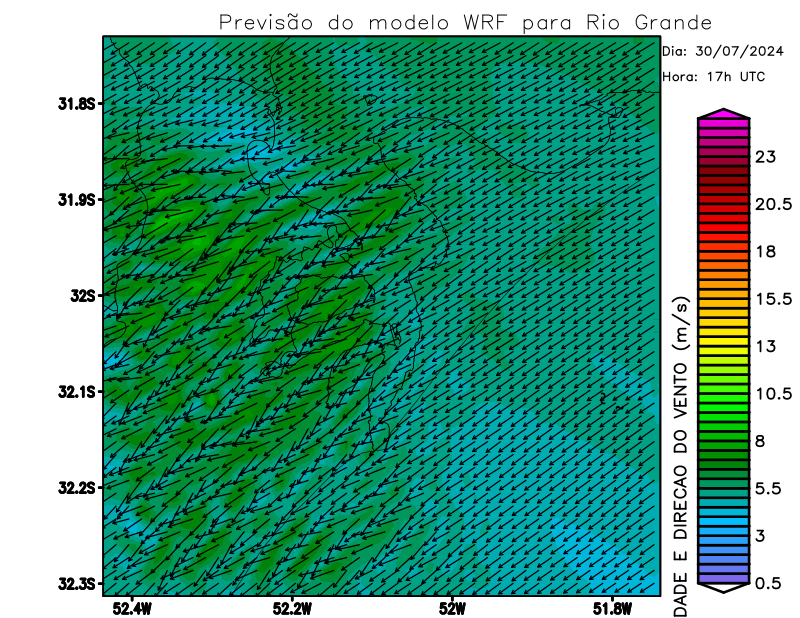 Previsão do modelo WRF para Rio Grande
Dia: 30/07/2024
Hora: 17h UTC
31.8S
31.9S
32S
32.1S
32.2S
32.3S
52.4W
52.2W
52W
51.8W
23
20.5
18
15.5
13
10.5
8
5.5
3
0.5
DADE E DIRECAO DO VENTO (m/s)